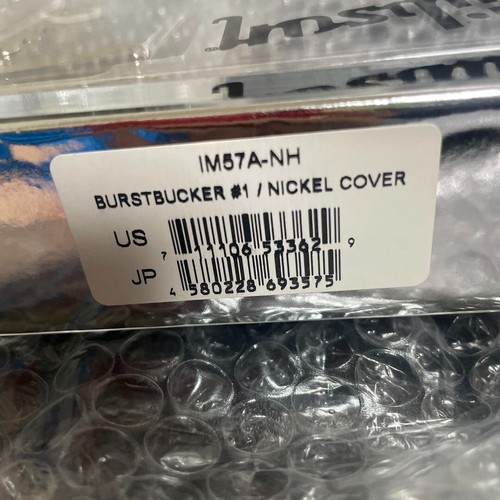 IM57A-NH
BURSTBUCKER #1 / NICKEL COVER
US 7 11106 53362 9
JP 4 580228 693575